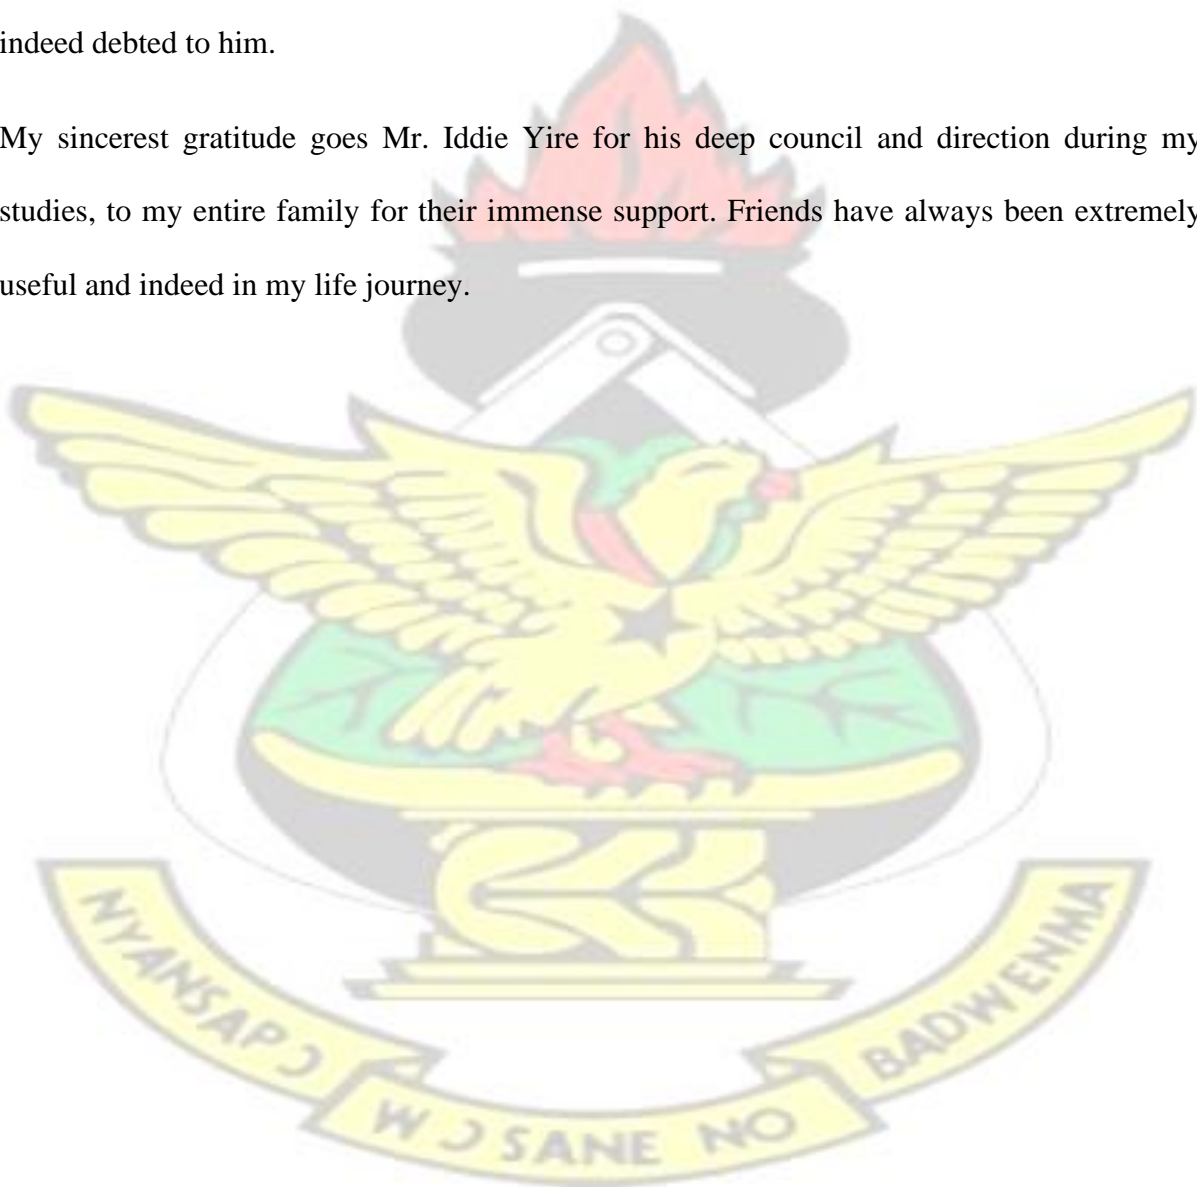 indeed debted to him.
My sincerest gratitude goes Mr. Iddie Yire for his deep council and direction during my
studies, to my entire family for their immense support. Friends have always been extremely
useful and indeed in my life journey.
NYANSAPƆ
WƆSANE NO
BADWENMA